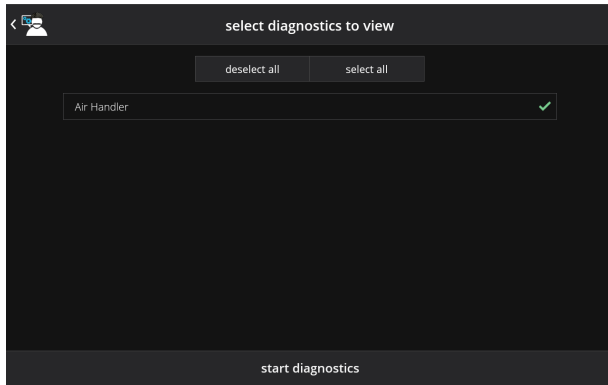 select diagnostics to view
deselect all select all
Air Handler
start diagnostics